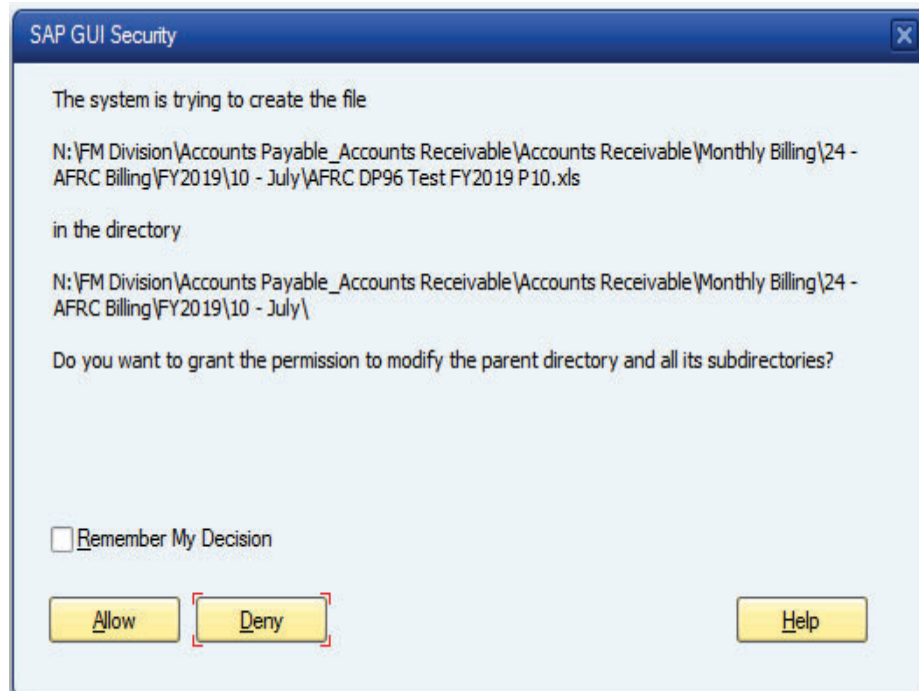 SAP GUI Security
The system is trying to create the file
N:\FM Division\Accounts Payable_Accounts Receivable\Accounts Receivable\Monthly Billing\24 -
AFRC Billing\FY2019\10 - July\AFRC DP96 Test FY2019 P10.xls
in the directory
N:\FM Division\Accounts Payable_Accounts Receivable\Accounts Receivable\Monthly Billing\24 -
AFRC Billing\FY2019\10 - July\
Do you want to grant the permission to modify the parent directory and all its subdirectories?
Remember My Decision
Allow Deny Help